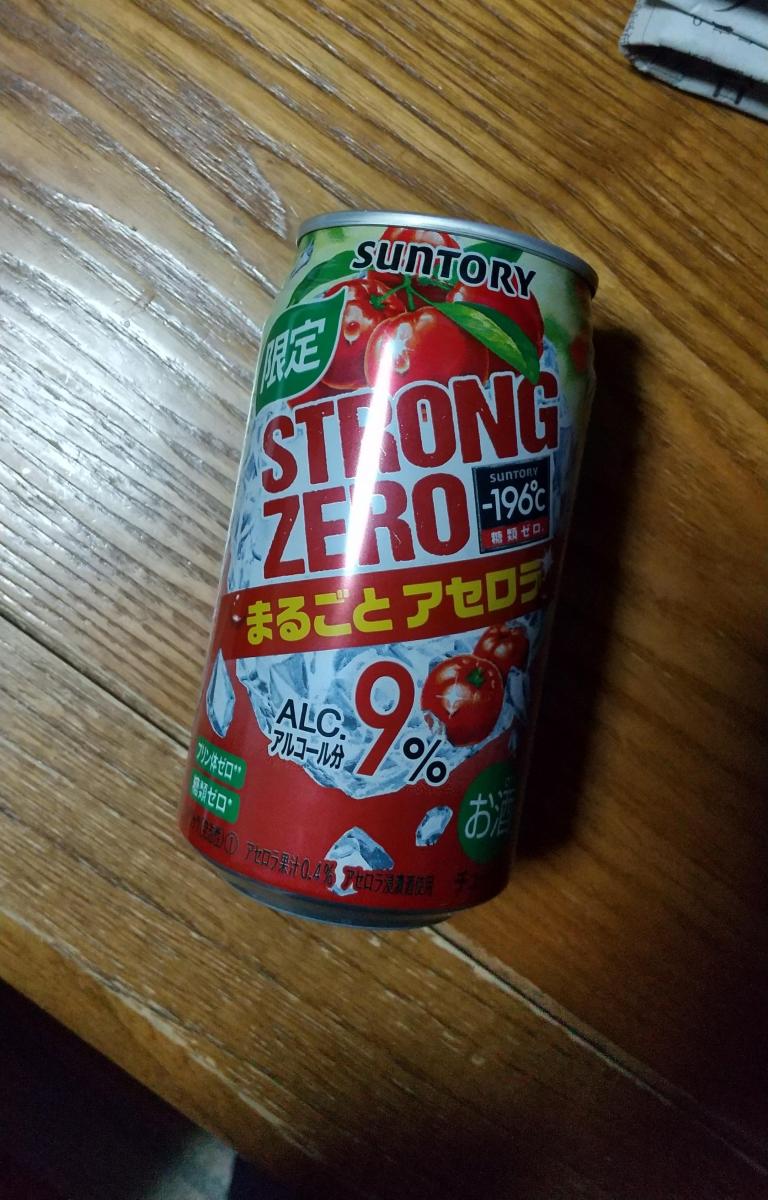 SUNTORY
限定
STRONG
ZERO
SUNTORY
-196℃
糖類ゼロ
まるごとアセロラ
ALC.
アルコール分
9%
プリン体ゼロ**
糖類ゼロ*
お酒
① アセロラ果汁0.4% アセロラ浸漬酒使用